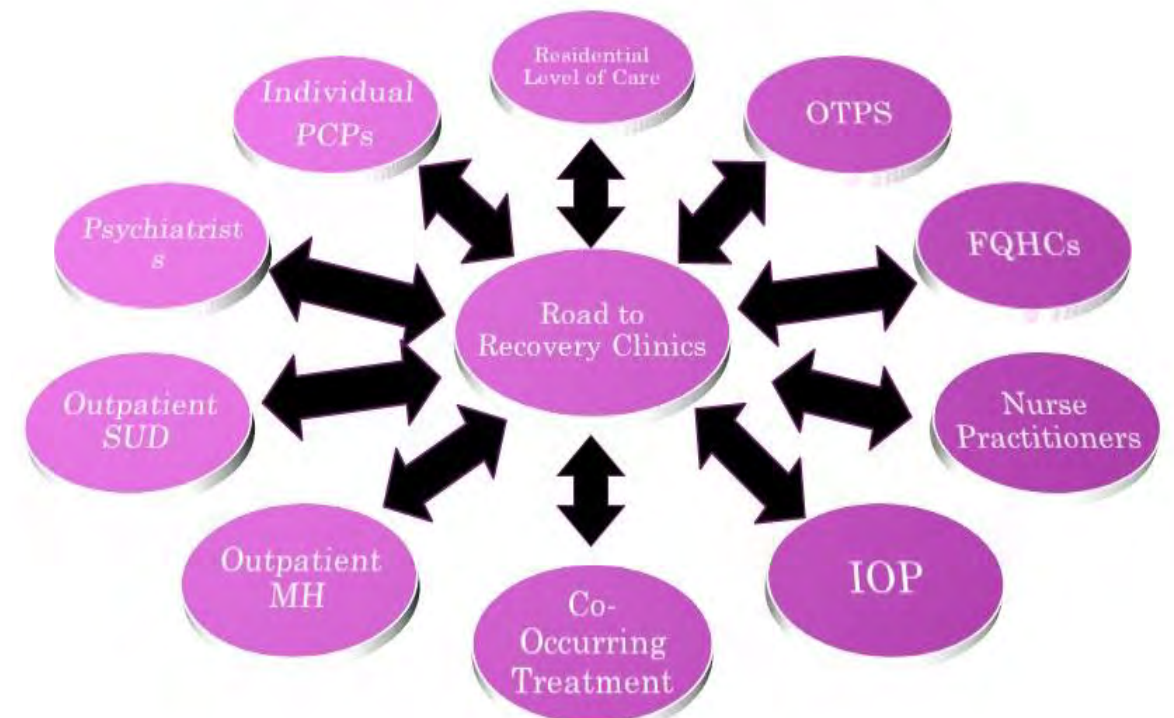 Residential
Level of Care
Individual
PCPs
OTPS
Psychiatrist
s
FQHCs
Road to
Recovery Clinics
Outpatient
SUD
Nurse
Practitioners
Outpatient
MH
IOP
Co-
Occurring
Treatment